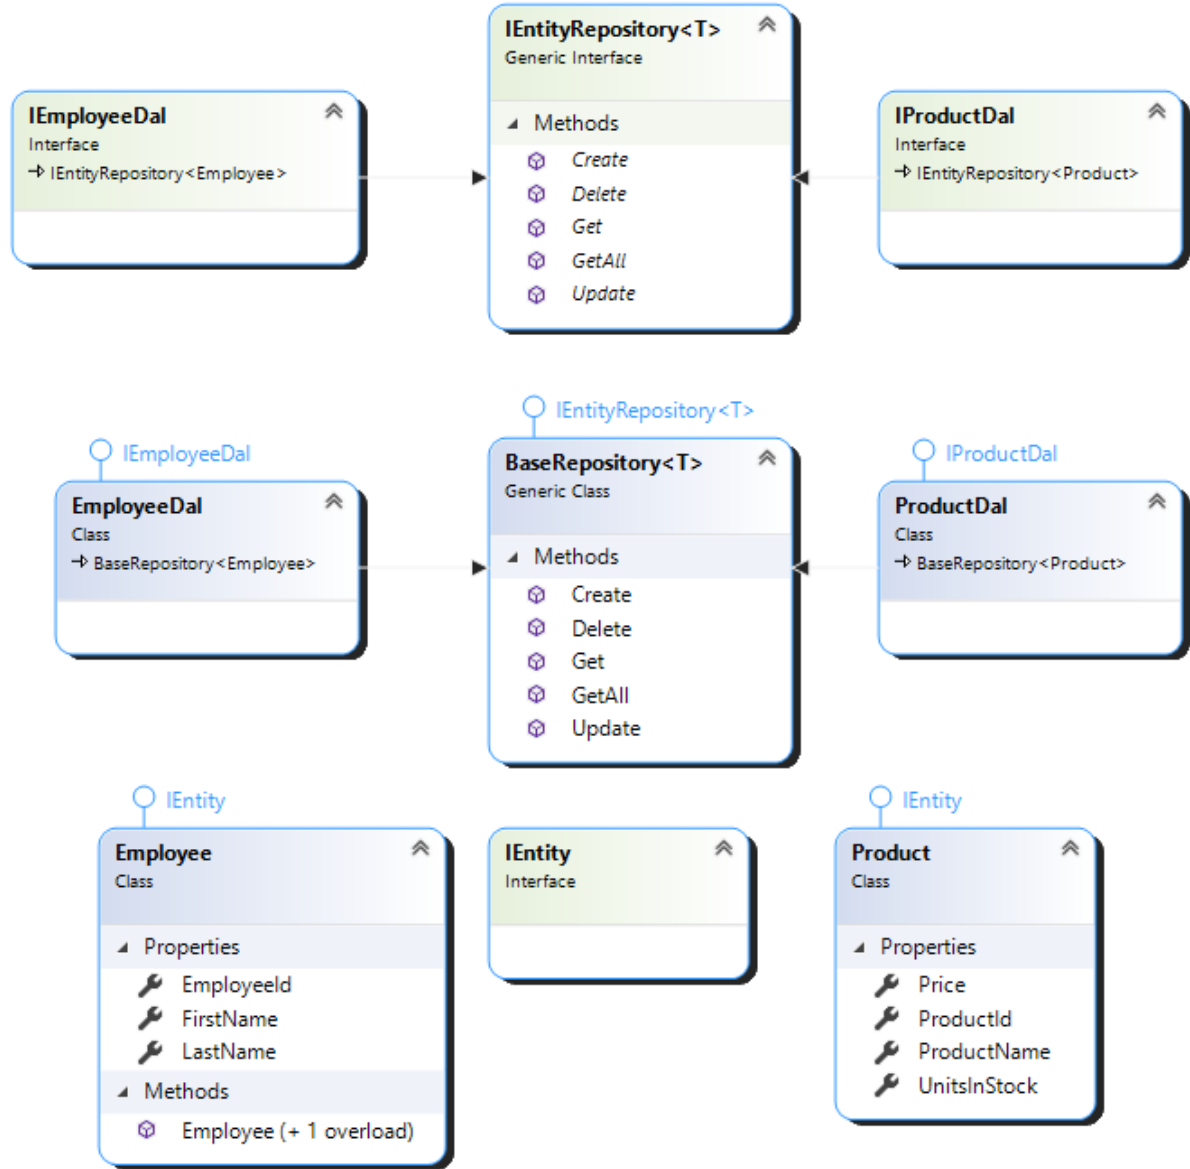 IEntityRepository<T>
Generic Interface
Methods
Create
Delete
Get
GetAll
Update
IEmployeeDal
Interface
IEntityRepository<Employee>
IProductDal
Interface
IEntityRepository<Product>
IEmployeeDal
EmployeeDal
Class
BaseRepository<Employee>
IEntityRepository<T>
BaseRepository<T>
Generic Class
Methods
Create
Delete
Get
GetAll
Update
IProductDal
ProductDal
Class
BaseRepository<Product>
IEntity
Employee
Class
Properties
EmployeeId
FirstName
LastName
Methods
Employee (+ 1 overload)
IEntity
Interface
IEntity
Product
Class
Properties
Price
ProductId
ProductName
UnitsInStock